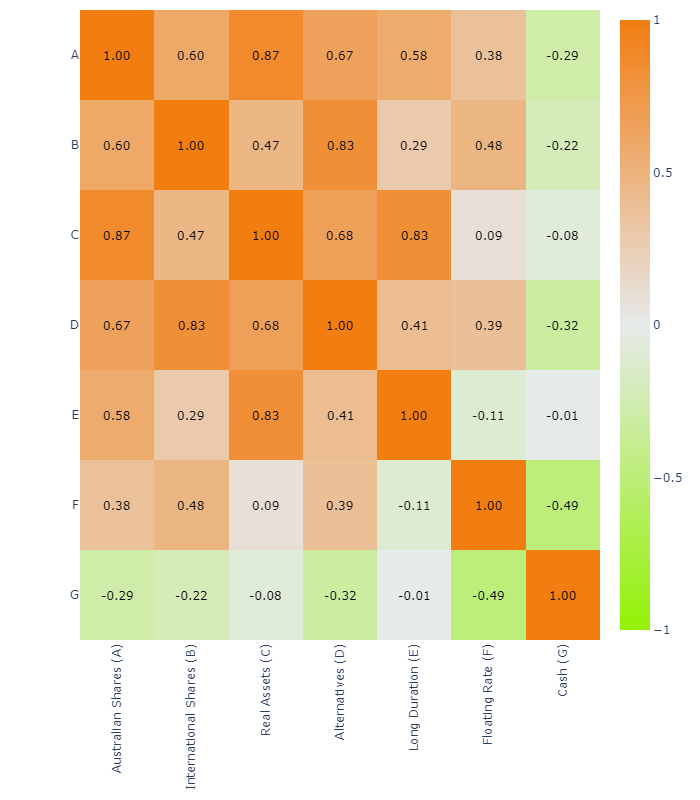 A 1.00 0.60 0.87 0.67 0.58 0.38 -0.29
B 0.60 1.00 0.47 0.83 0.29 0.48 -0.22
C 0.87 0.47 1.00 0.68 0.83 0.09 -0.08
D 0.67 0.83 0.68 1.00 0.41 0.39 -0.32
E 0.58 0.29 0.83 0.41 1.00 -0.11 -0.01
F 0.38 0.48 0.09 0.39 -0.11 1.00 -0.49
G -0.29 -0.22 -0.08 -0.32 -0.01 -0.49 1.00
Australian Shares (A)
International Shares (B)
Real Assets (C)
Alternatives (D)
Long Duration (E)
Floating Rate (F)
Cash (G)
1
0.5
0
−0.5
−1